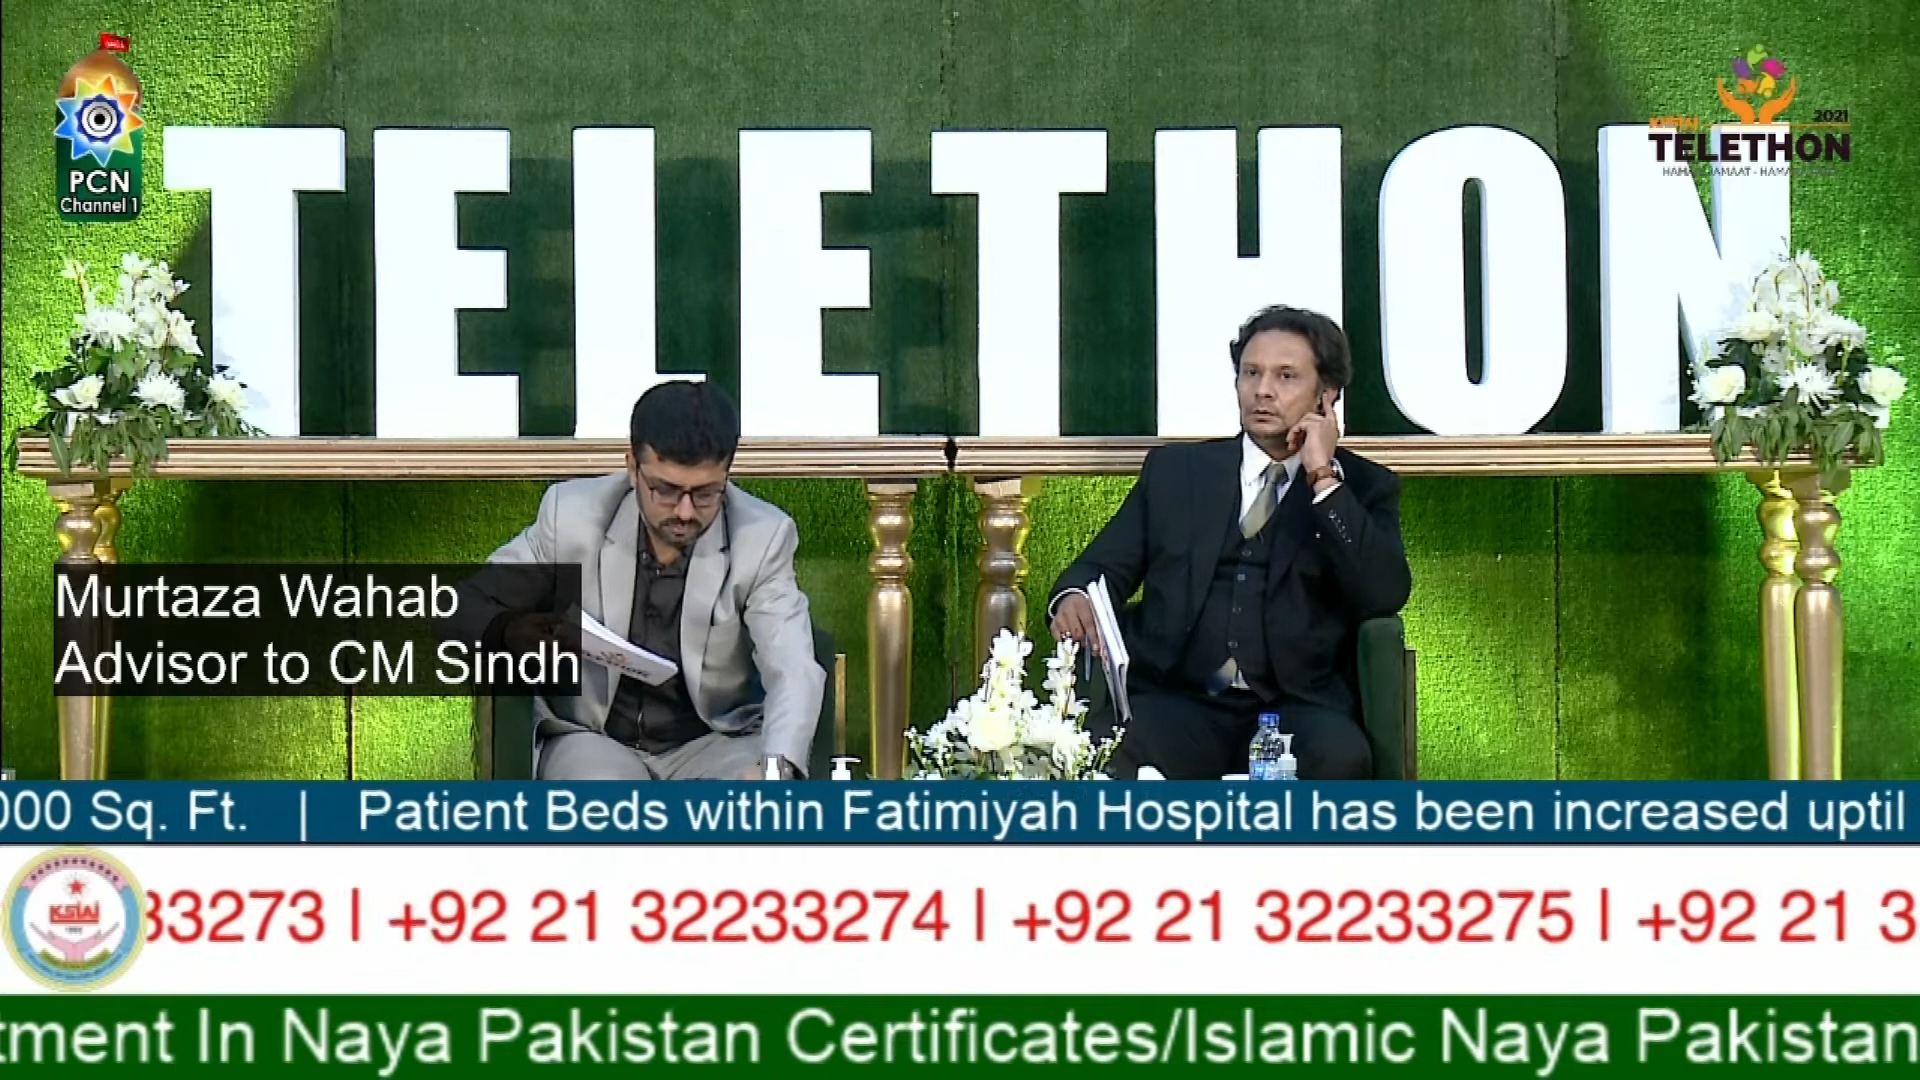 PCN
Channel 1
TELETHON
2021
TELETHON
Murtaza Wahab
Advisor to CM Sindh
000 Sq. Ft. | Patient Beds within Fatimiyah Hospital has been increased uptil
KSIAJ
33273 | +92 21 32233274 | +92 21 32233275 | +92 21 3
tment In Naya Pakistan Certificates/Islamic Naya Pakistan